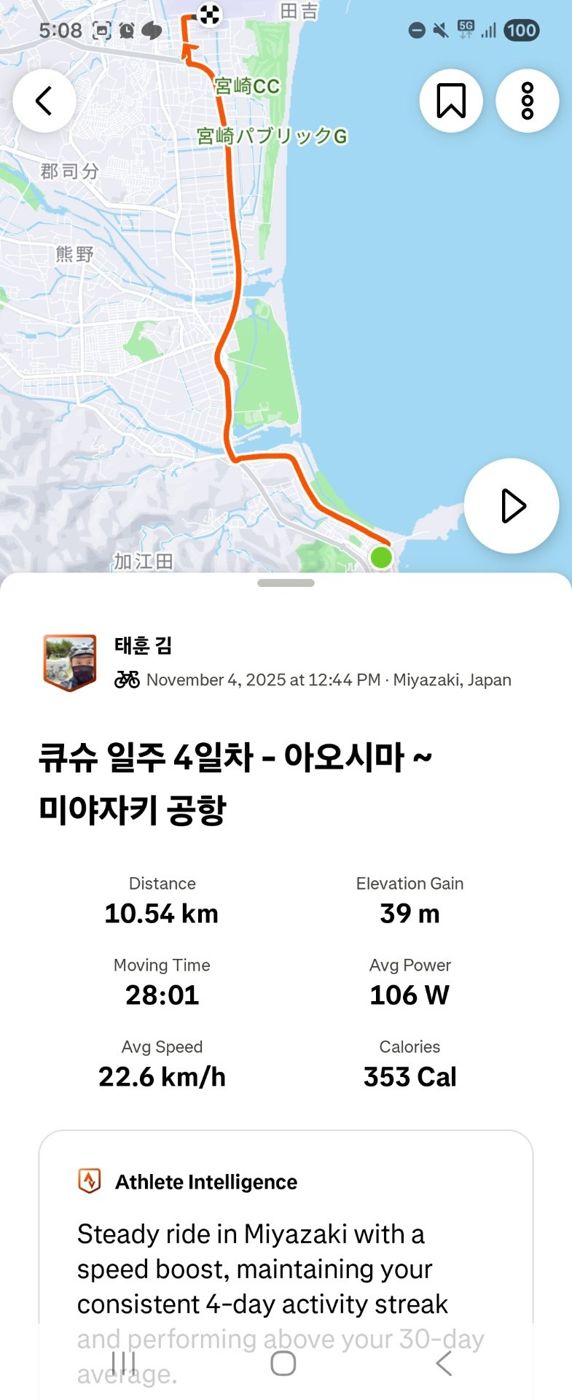 5:08
5G
100
田吉
宮崎CC
宮崎パブリックG
郡司分
熊野
加江田
태훈 김
November 4, 2025 at 12:44 PM · Miyazaki, Japan
큐슈 일주 4일차 - 아오시마 ~
미야자키 공항
Distance
Elevation Gain
10.54 km
39 m
Moving Time
Avg Power
28:01
106 W
Avg Speed
Calories
22.6 km/h
353 Cal
Athlete Intelligence
Steady ride in Miyazaki with a
speed boost, maintaining your
consistent 4-day activity streak
and performing above your 30-day
average.